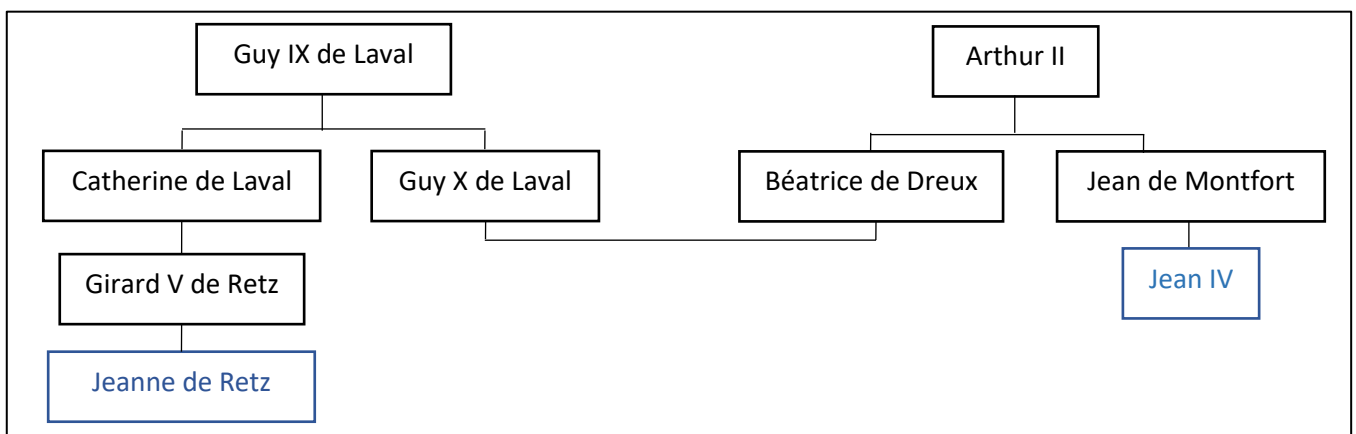 Guy IX de Laval
Arthur II
Catherine de Laval
Guy X de Laval
Béatrice de Dreux
Jean de Montfort
Girard V de Retz
Jean IV
Jeanne de Retz